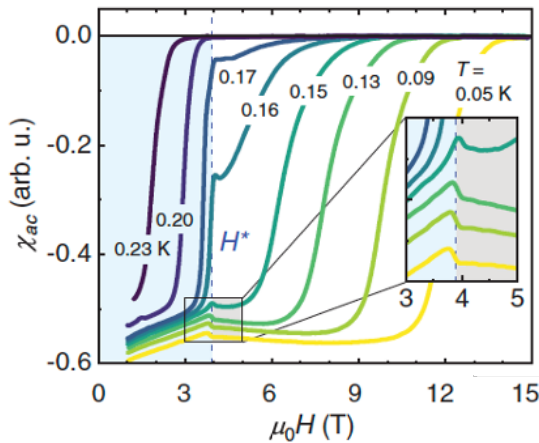 0.0
-0.2
-0.4
-0.6
χac (arb. u.)
0.17
0.16
0.15
0.13
0.09
T =
0.05 K
0.20
0.23 K
H*
3 4 5
0 3 6 9 12 15
μ0H (T)